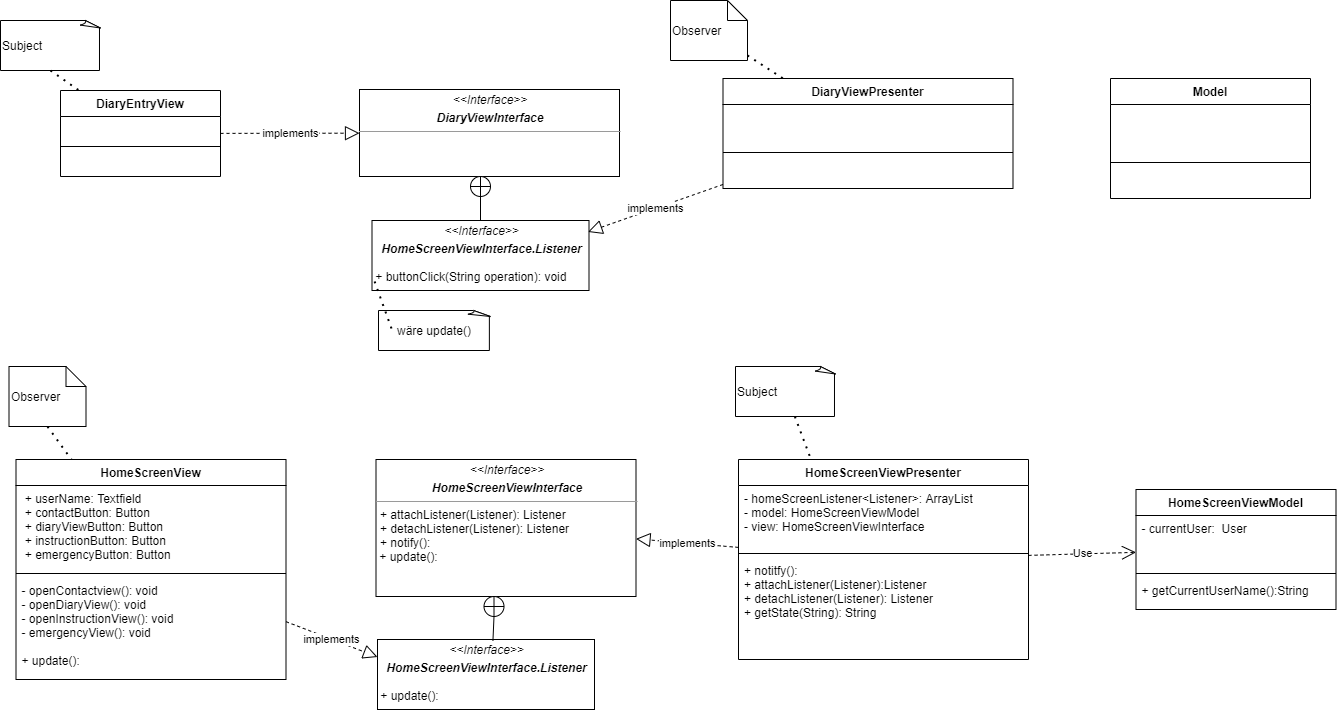 Subject
Observer
DiaryEntryView
<<Interface>>
DiaryViewInterface
DiaryViewPresenter
Model
implements
implements
<<Interface>>
HomeScreenViewInterface.Listener
+ buttonClick(String operation): void
wäre update()
Observer
Subject
HomeScreenView
+ userName: Textfield
+ contactButton: Button
+ diaryViewButton: Button
+ instructionButton: Button
+ emergencyButton: Button
- openContactview(): void
- openDiaryView(): void
- openInstructionView(): void
- emergencyView(): void
+ update():
implements
<<Interface>>
HomeScreenViewInterface
+ attachListener(Listener): Listener
+ detachListener(Listener): Listener
+ notify():
+ update():
<<Interface>>
HomeScreenViewInterface.Listener
+ update():
implements
HomeScreenViewPresenter
- homeScreenListener<Listener>: ArrayList
- model: HomeScreenViewModel
- view: HomeScreenViewInterface
+ notitfy():
+ attachListener(Listener):Listener
+ detachListener(Listener): Listener
+ getState(String): String
Use
HomeScreenViewModel
- currentUser: User
+ getCurrentUserName():String